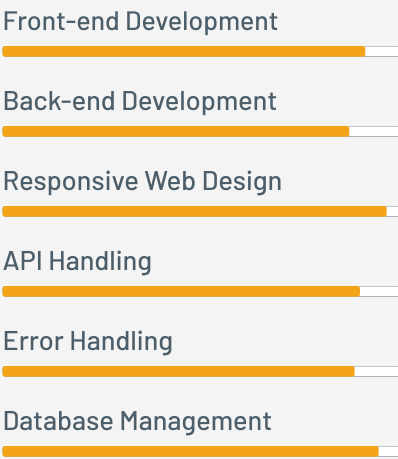 Front-end Development
Back-end Development
Responsive Web Design
API Handling
Error Handling
Database Management